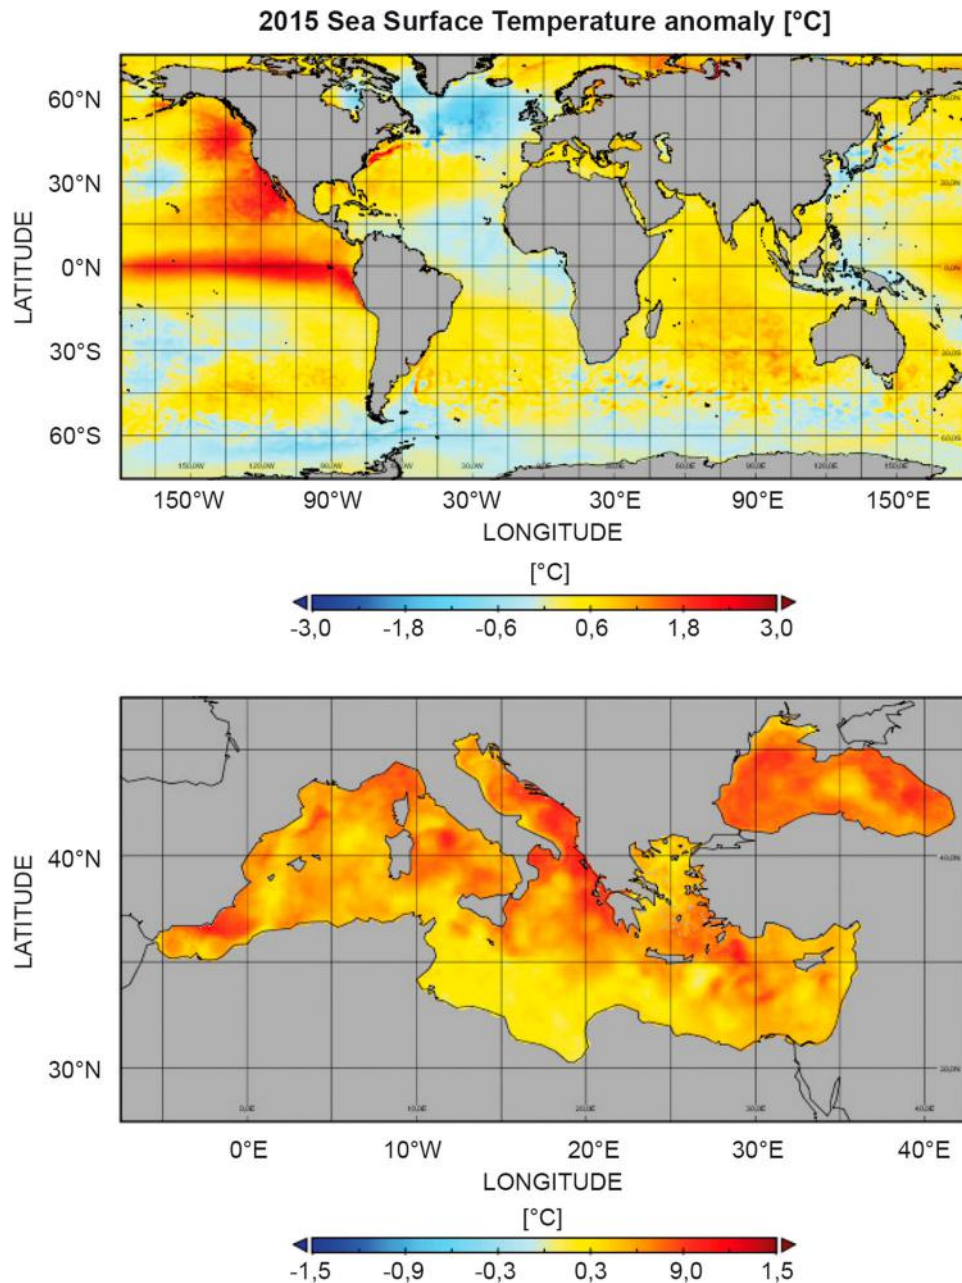 2015 Sea Surface Temperature anomaly [°C]
60°N
30°N
0°N
30°S
60°S
LATITUDE
150°W 90°W 30°W 30°E 90°E 150°E
LONGITUDE
[°C]
-3,0 -1,8 -0,6 0,6 1,8 3,0
40°N
30°N
LATITUDE
0°E 10°W 20°E 30°E 40°E
LONGITUDE
[°C]
-1,5 -0,9 -0,3 0,3 9,0 1,5